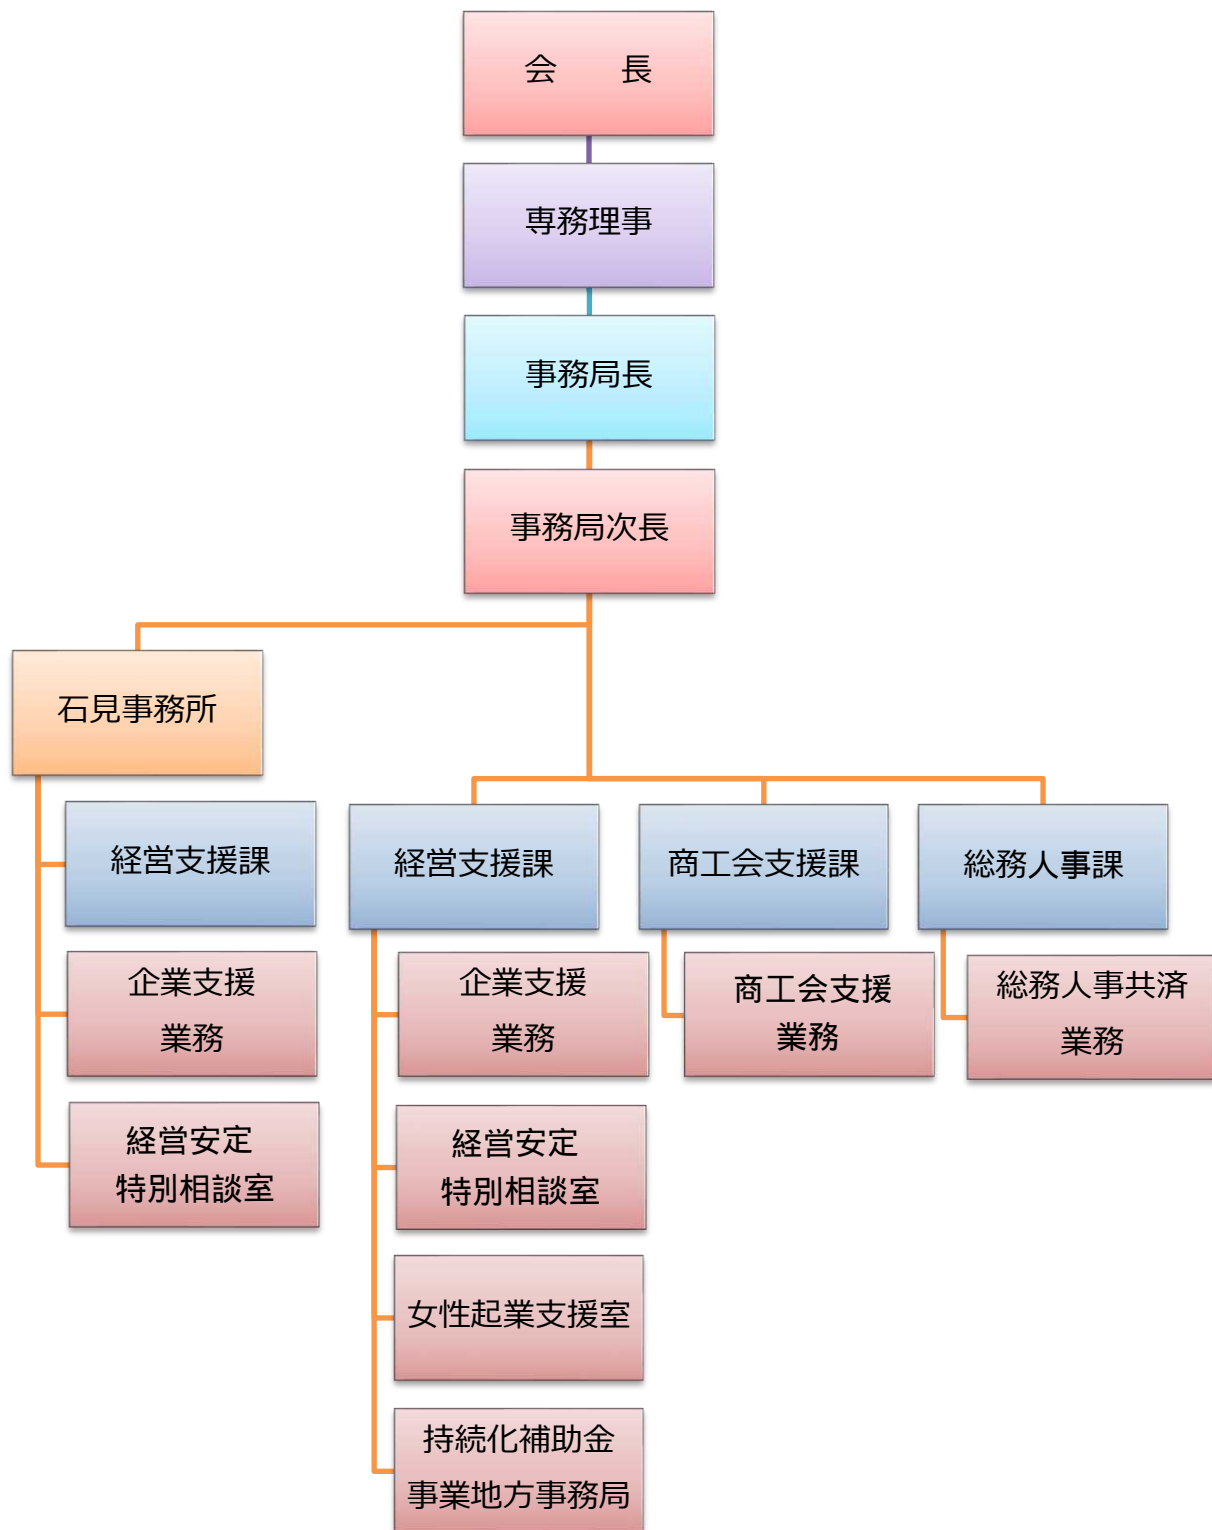 会　　長
専務理事
事務局長
事務局次長
石見事務所
経営支援課
企業支援
業務
経営安定
特別相談室
経営支援課
企業支援
業務
経営安定
特別相談室
女性起業支援室
持続化補助金
事業地方事務局
商工会支援課
商工会支援
業務
総務人事課
総務人事共済
業務